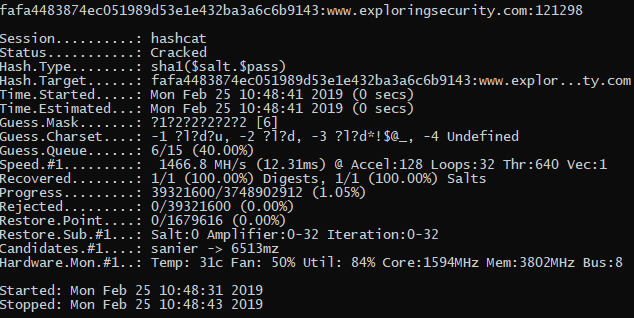 fafa4483874ec051989d53e1e432ba3a6c6b9143:www.exploringsecurity.com:121298
Session..........: hashcat
Status...........: Cracked
Hash.Type........: sha1($salt.$pass)
Hash.Target......: fafa4483874ec051989d53e1e432ba3a6c6b9143:www.explor...ty.com
Time.Started.....: Mon Feb 25 10:48:41 2019 (0 secs)
Time.Estimated...: Mon Feb 25 10:48:41 2019 (0 secs)
Guess.Mask.......: ?1?2?2?2?2?2 [6]
Guess.Charset....: -1 ?l?d?u, -2 ?l?d, -3 ?l?d*!$@_, -4 Undefined
Guess.Queue......: 6/15 (40.00%)
Speed.#1.........:  1466.8 MH/s (12.31ms) @ Accel:128 Loops:32 Thr:640 Vec:1
Recovered........: 1/1 (100.00%) Digests, 1/1 (100.00%) Salts
Progress.........: 39321600/3748902912 (1.05%)
Rejected.........: 0/39321600 (0.00%)
Restore.Point....: 0/1679616 (0.00%)
Restore.Sub.#1...: Salt:0 Amplifier:0-32 Iteration:0-32
Candidates.#1....: sanier -> 6513mz
Hardware.Mon.#1..: Temp: 31c Fan: 50% Util: 84% Core:1594MHz Mem:3802MHz Bus:8
Started: Mon Feb 25 10:48:31 2019
Stopped: Mon Feb 25 10:48:43 2019